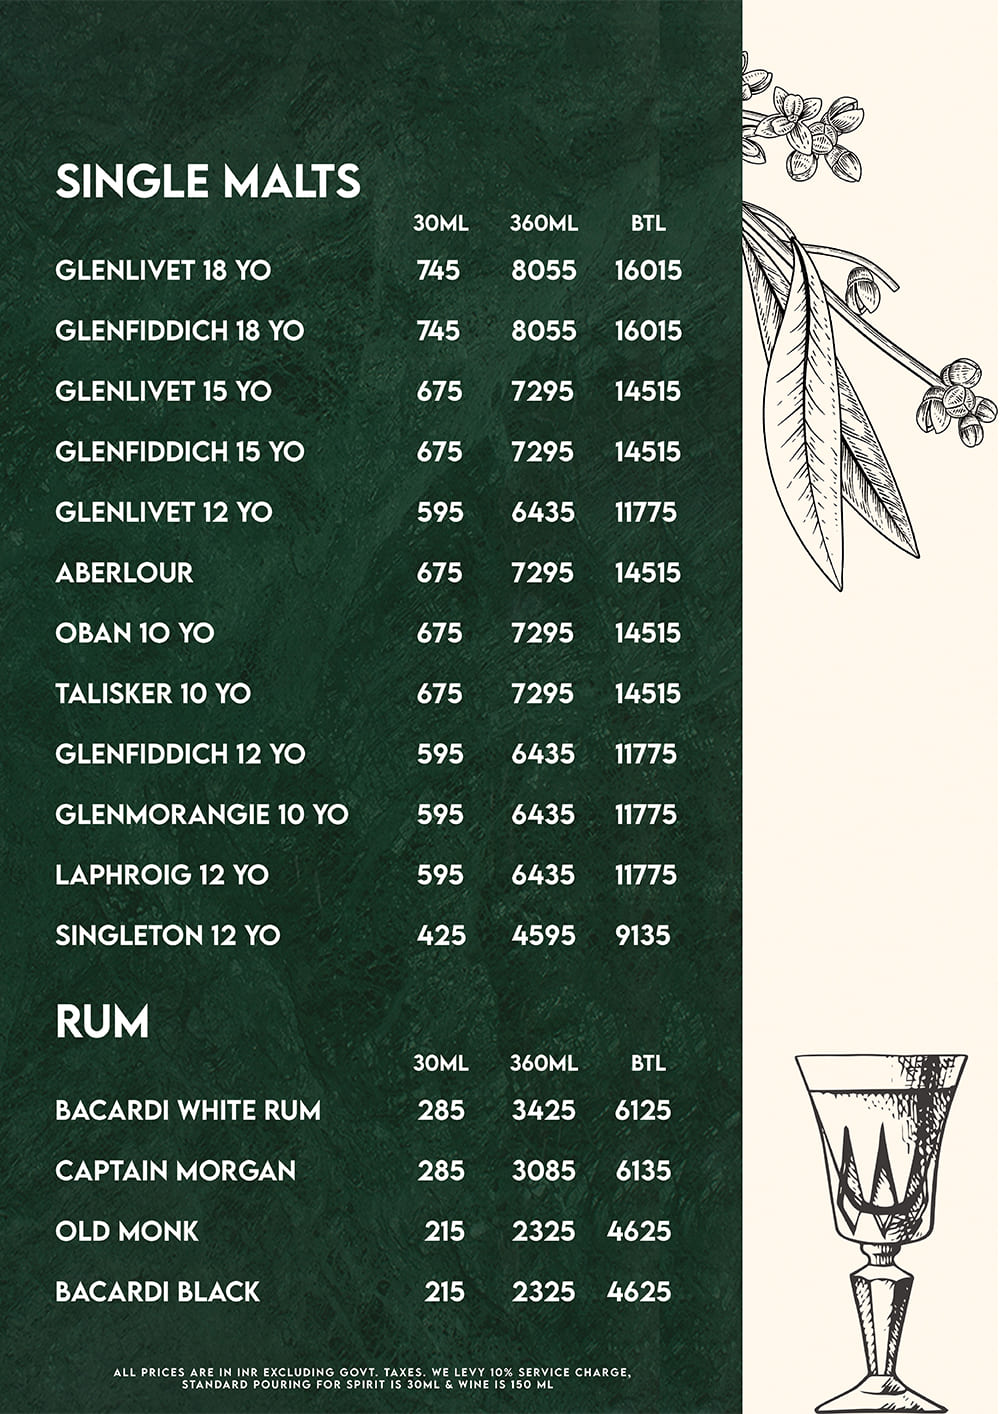 SINGLE MALTS
30ML 360ML BTL
GLENLIVET 18 YO 745 8055 16015
GLENFIDDICH 18 YO 745 8055 16015
GLENLIVET 15 YO 675 7295 14515
GLENFIDDICH 15 YO 675 7295 14515
GLENLIVET 12 YO 595 6435 11775
ABERLOUR 675 7295 14515
OBAN 10 YO 675 7295 14515
TALISKER 10 YO 675 7295 14515
GLENFIDDICH 12 YO 595 6435 11775
GLENMORANGIE 10 YO 595 6435 11775
LAPHROIG 12 YO 595 6435 11775
SINGLETON 12 YO 425 4595 9135
RUM
30ML 360ML BTL
BACARDI WHITE RUM 285 3425 6125
CAPTAIN MORGAN 285 3085 6135
OLD MONK 215 2325 4625
BACARDI BLACK 215 2325 4625
ALL PRICES ARE IN INR EXCLUDING GOVT. TAXES. WE LEVY 10% SERVICE CHARGE,
STANDARD POURING FOR SPIRIT IS 30ML & WINE IS 150 ML